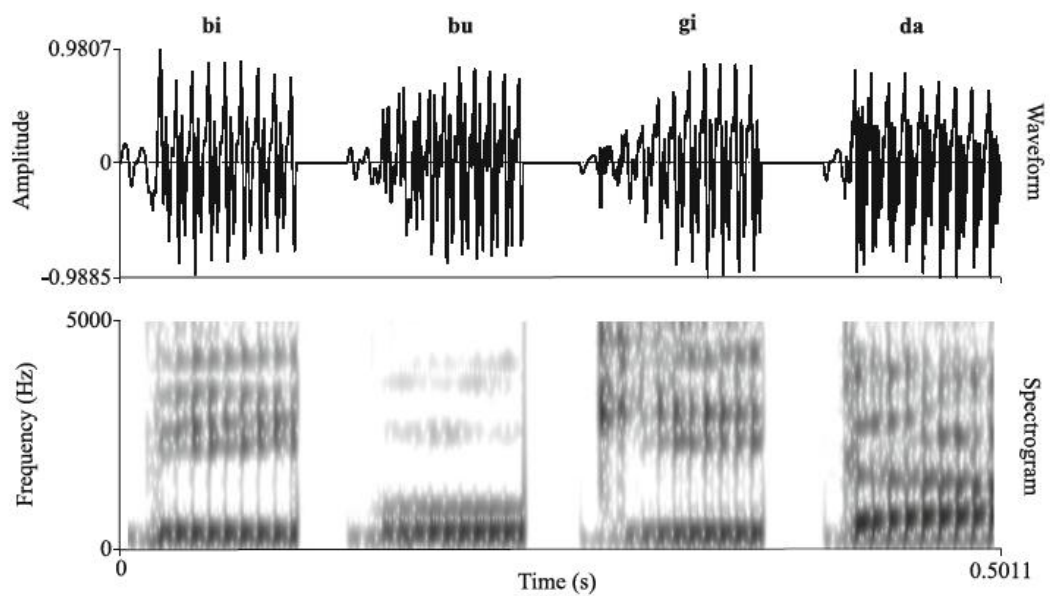 bi bu gi da
0.9807
Amplitude
0
-0.9885
Waveform
5000
Frequency (Hz)
0
Spectrogram
0 Time (s) 0.5011